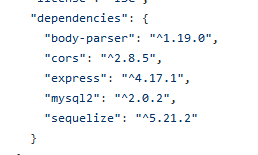 "dependencies": {
"body-parser": "^1.19.0",
"cors": "^2.8.5",
"express": "^4.17.1",
"mysql2": "^2.0.2",
"sequelize": "^5.21.2"
}